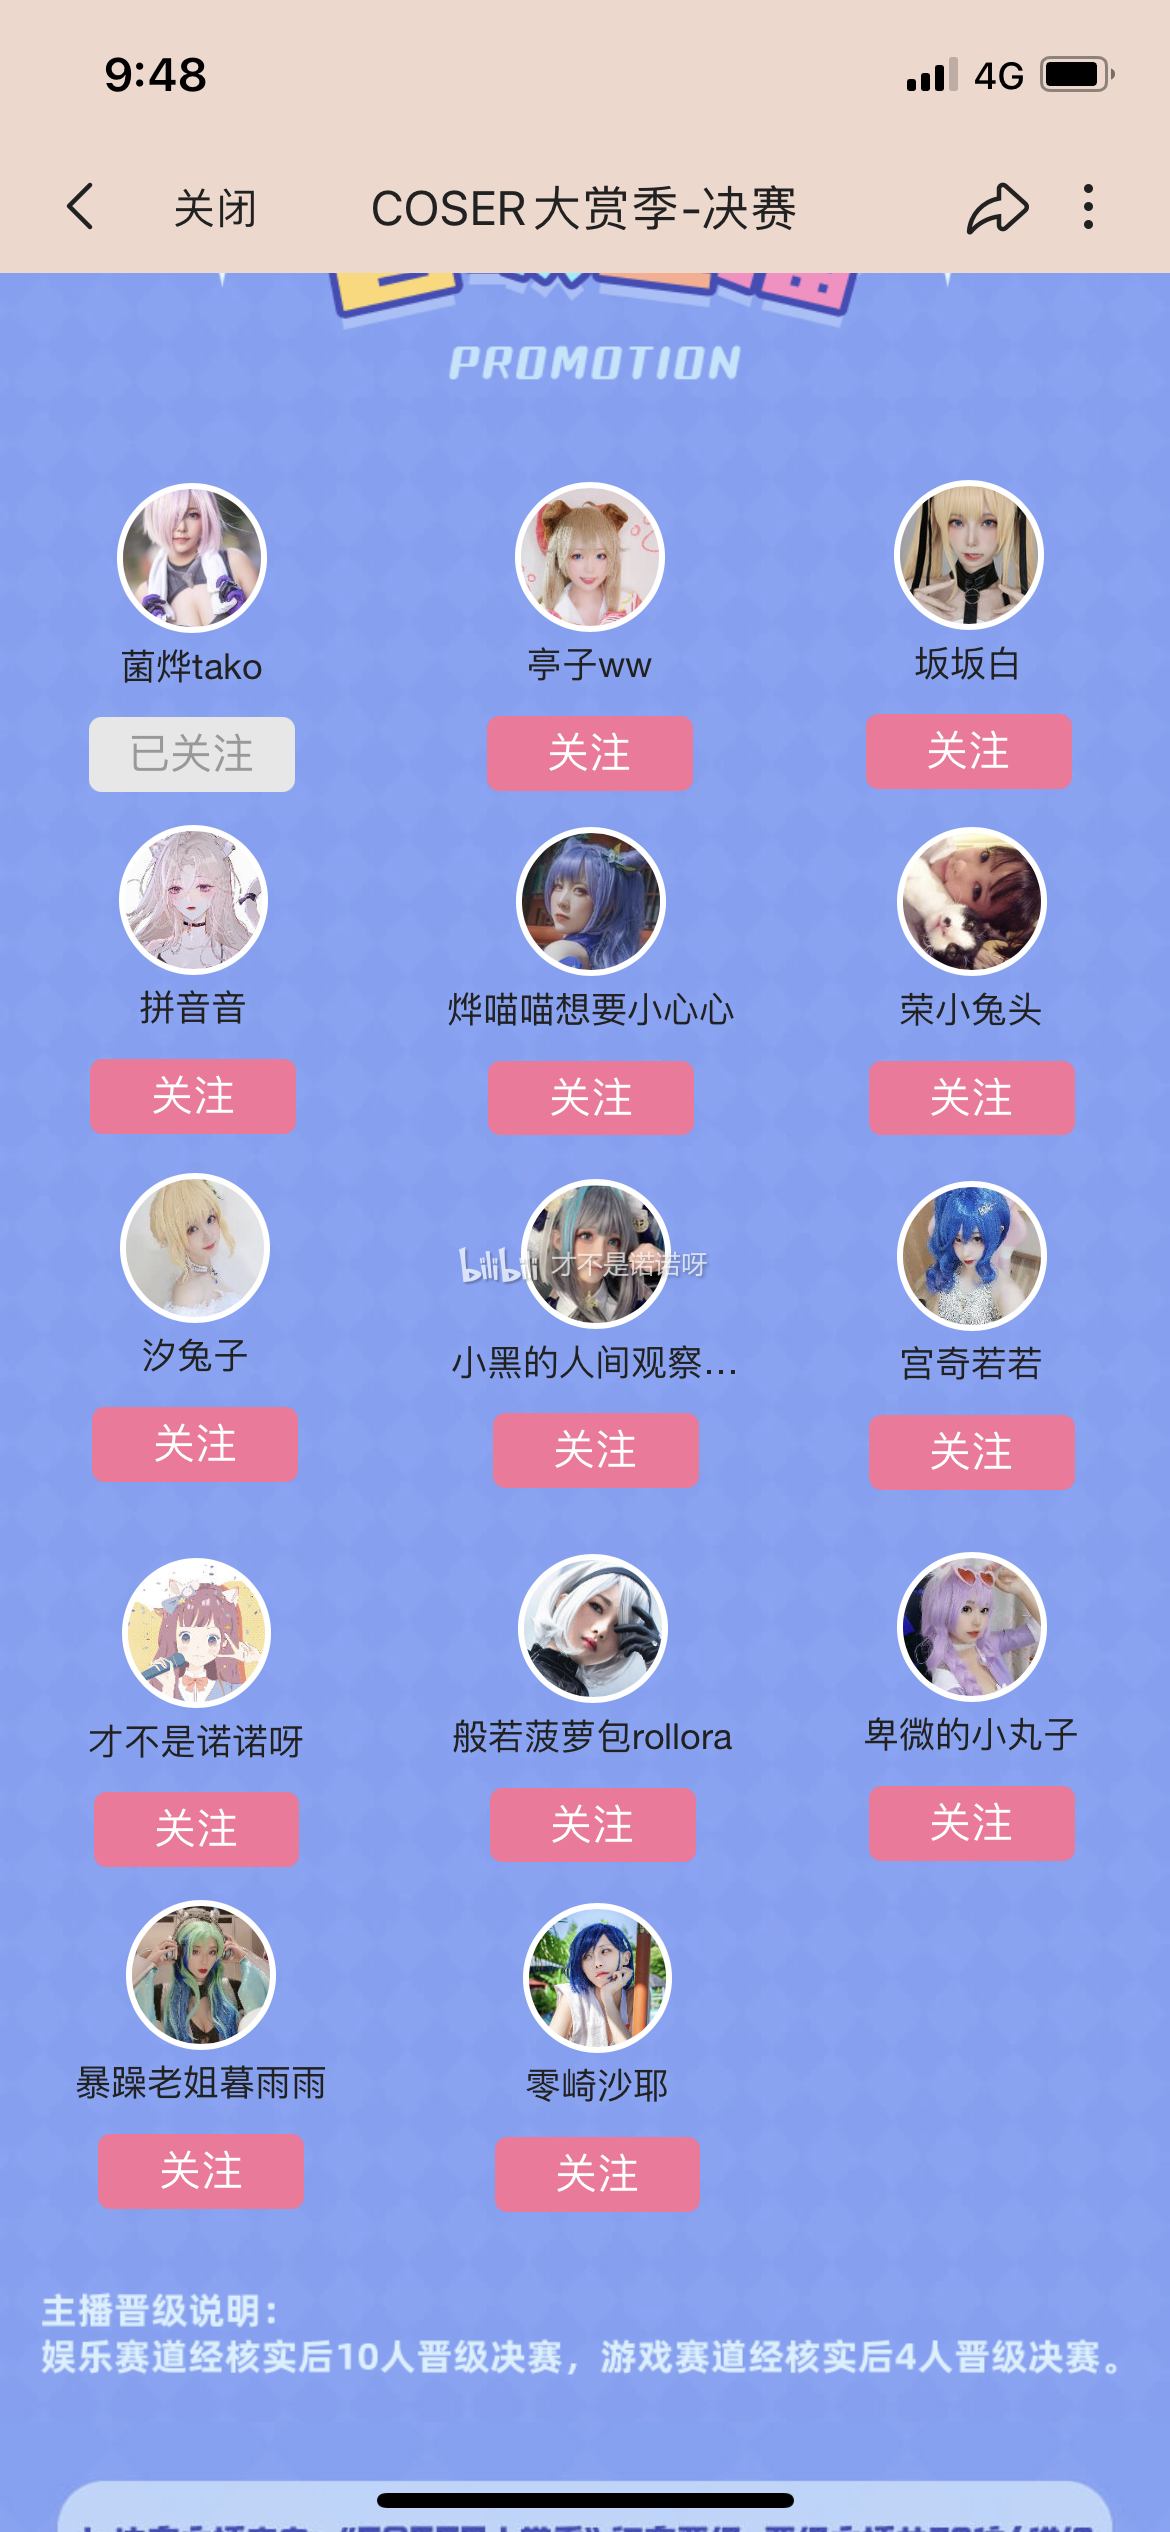 9:48
4G
关闭
COSER大赏季-决赛
PROMOTION
菌烨tako
亭子ww
坂坂白
已关注
关注
关注
拼音音
烨喵喵想要小心心
荣小兔头
关注
关注
关注
bilibili 才不是诺诺呀
汐兔子
小黑的人间观察...
宫奇若若
关注
关注
关注
才不是诺诺呀
般若菠萝包rollora
卑微的小丸子
关注
关注
关注
暴躁老姐暮雨雨
零崎沙耶
关注
关注
主播晋级说明：
娱乐赛道经核实后10人晋级决赛，游戏赛道经核实后4人晋级决赛。